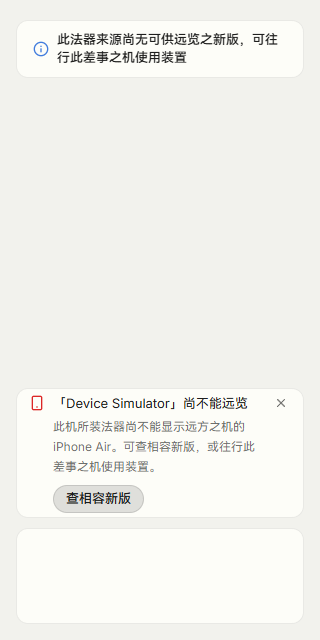 此法器来源尚无可供远览之新版，可往
行此差事之机使用装置
「Device Simulator」尚不能远览
此机所装法器尚不能显示远方之机的
iPhone Air。可查相容新版，或往行此
差事之机使用装置。
查相容新版